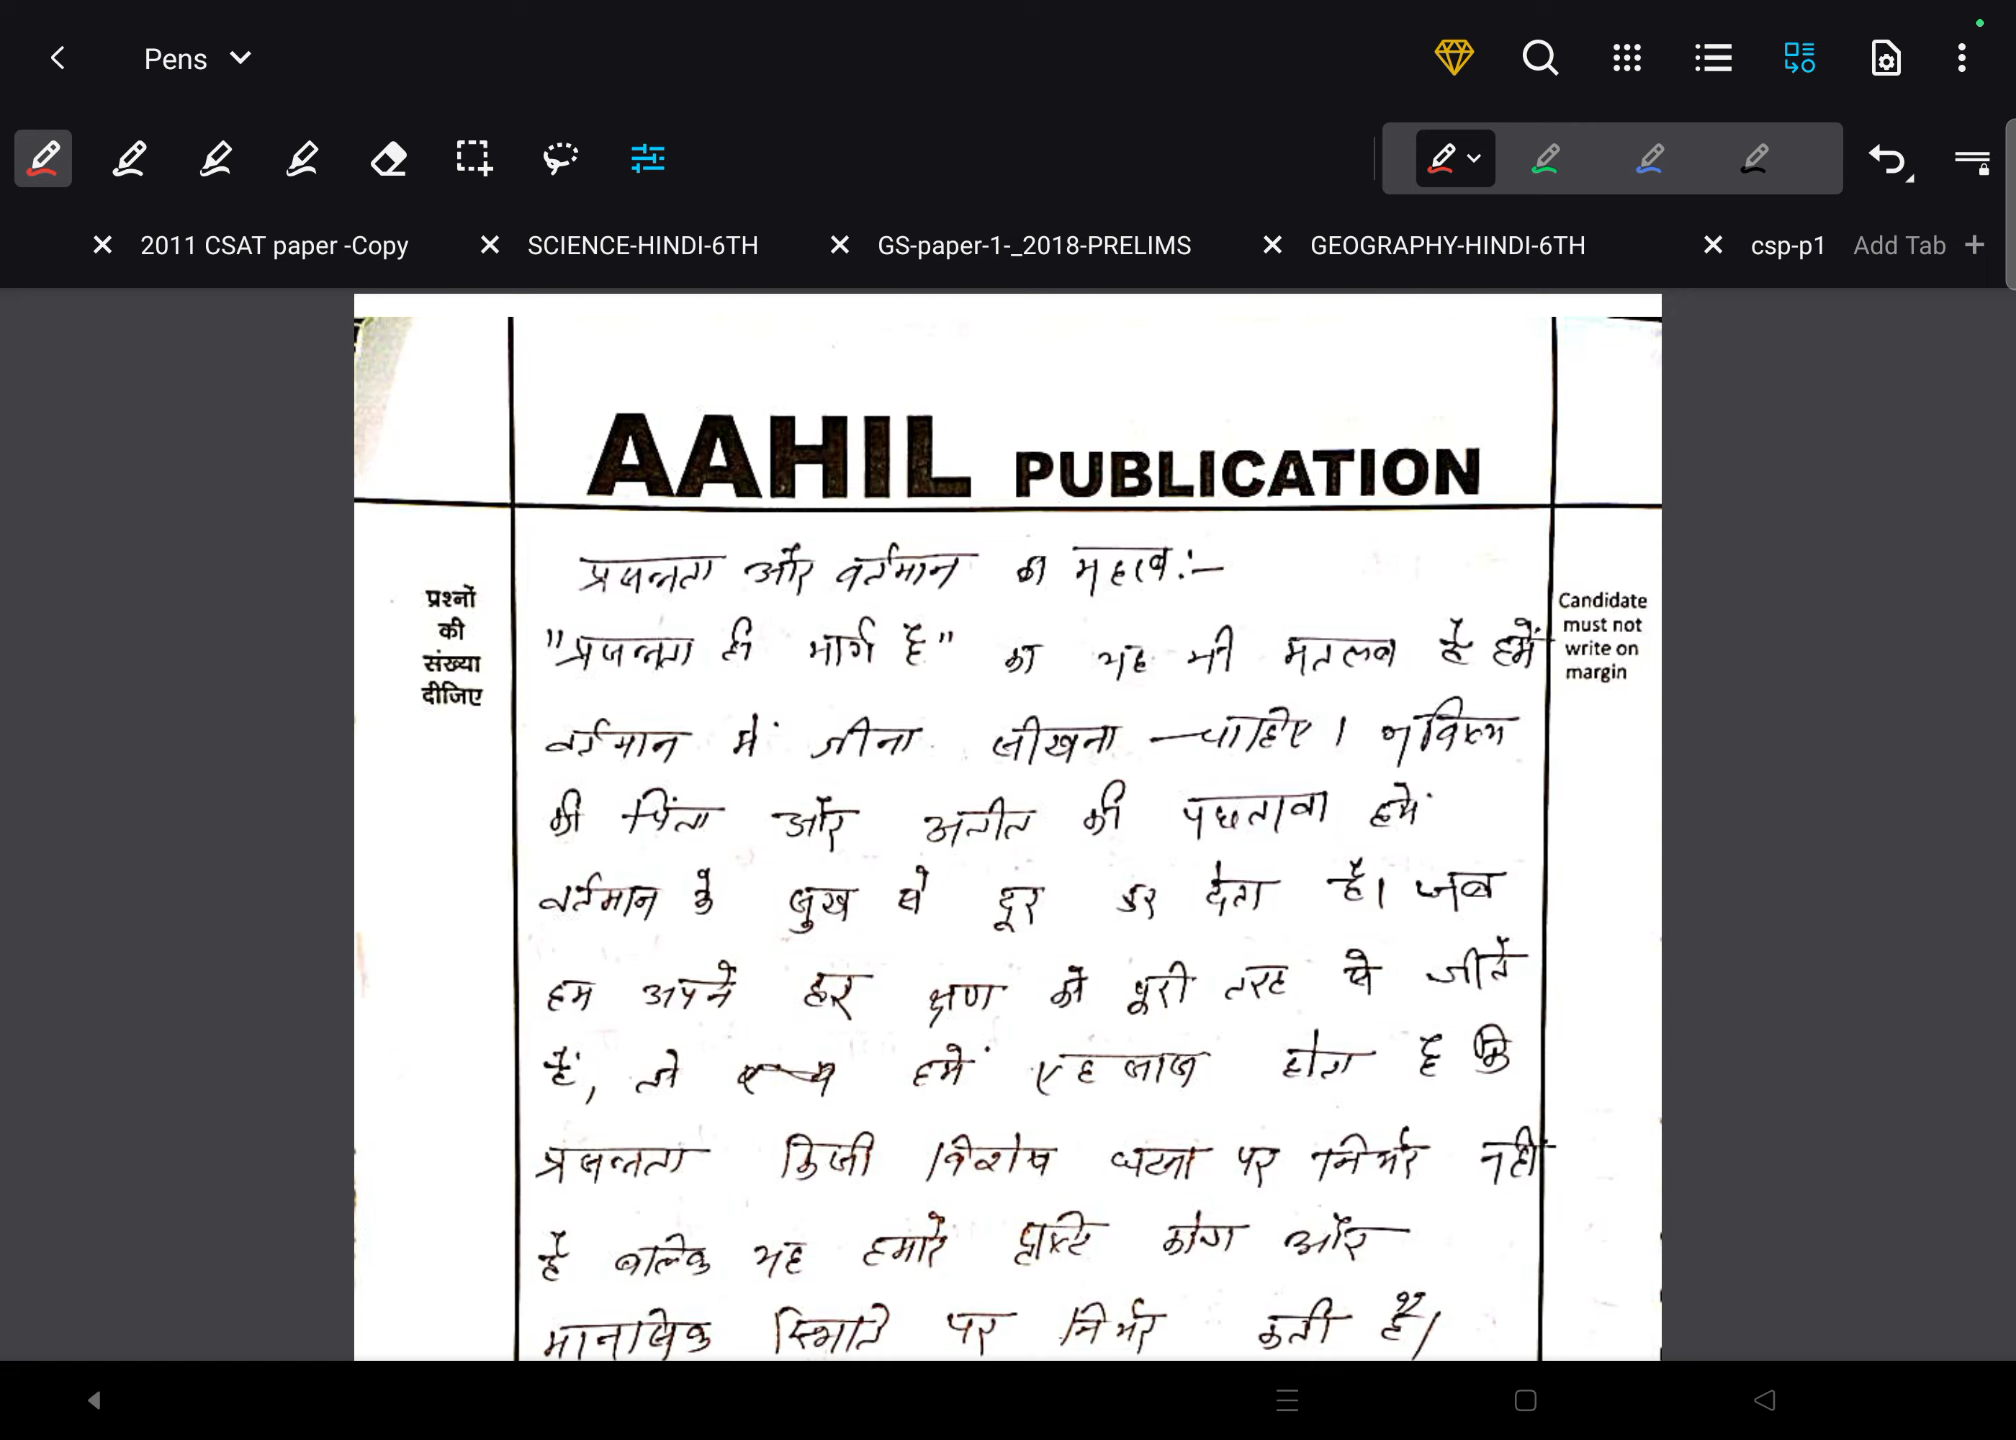 Pens
2011 CSAT paper -Copy
SCIENCE-HINDI-6TH
GS-paper-1-_2018-PRELIMS
GEOGRAPHY-HINDI-6TH
csp-p1
Add Tab +
AAHIL PUBLICATION
प्रश्नों
की
संख्या
दीजिए
Candidate
must not
write on
margin
प्रसन्नता और वर्तमान का महत्व:-
"प्रसन्नता ही मार्ग है" का यह भी मतलब है हमें
वर्तमान में जीना सीखना चाहिए। भविष्य
की चिंता और अतीत की पछतावा हमें
वर्तमान के सुख से दूर कर देता है। जब
हम अपने हर क्षण को पूरी तरह से जीते
हैं, तो हमें एहसास होता है कि
प्रसन्नता किसी विशेष घटना पर निर्भर नहीं
है बल्कि यह हमारे दृष्टि कोण और
मानसिक स्थिति पर निर्भर कती है।